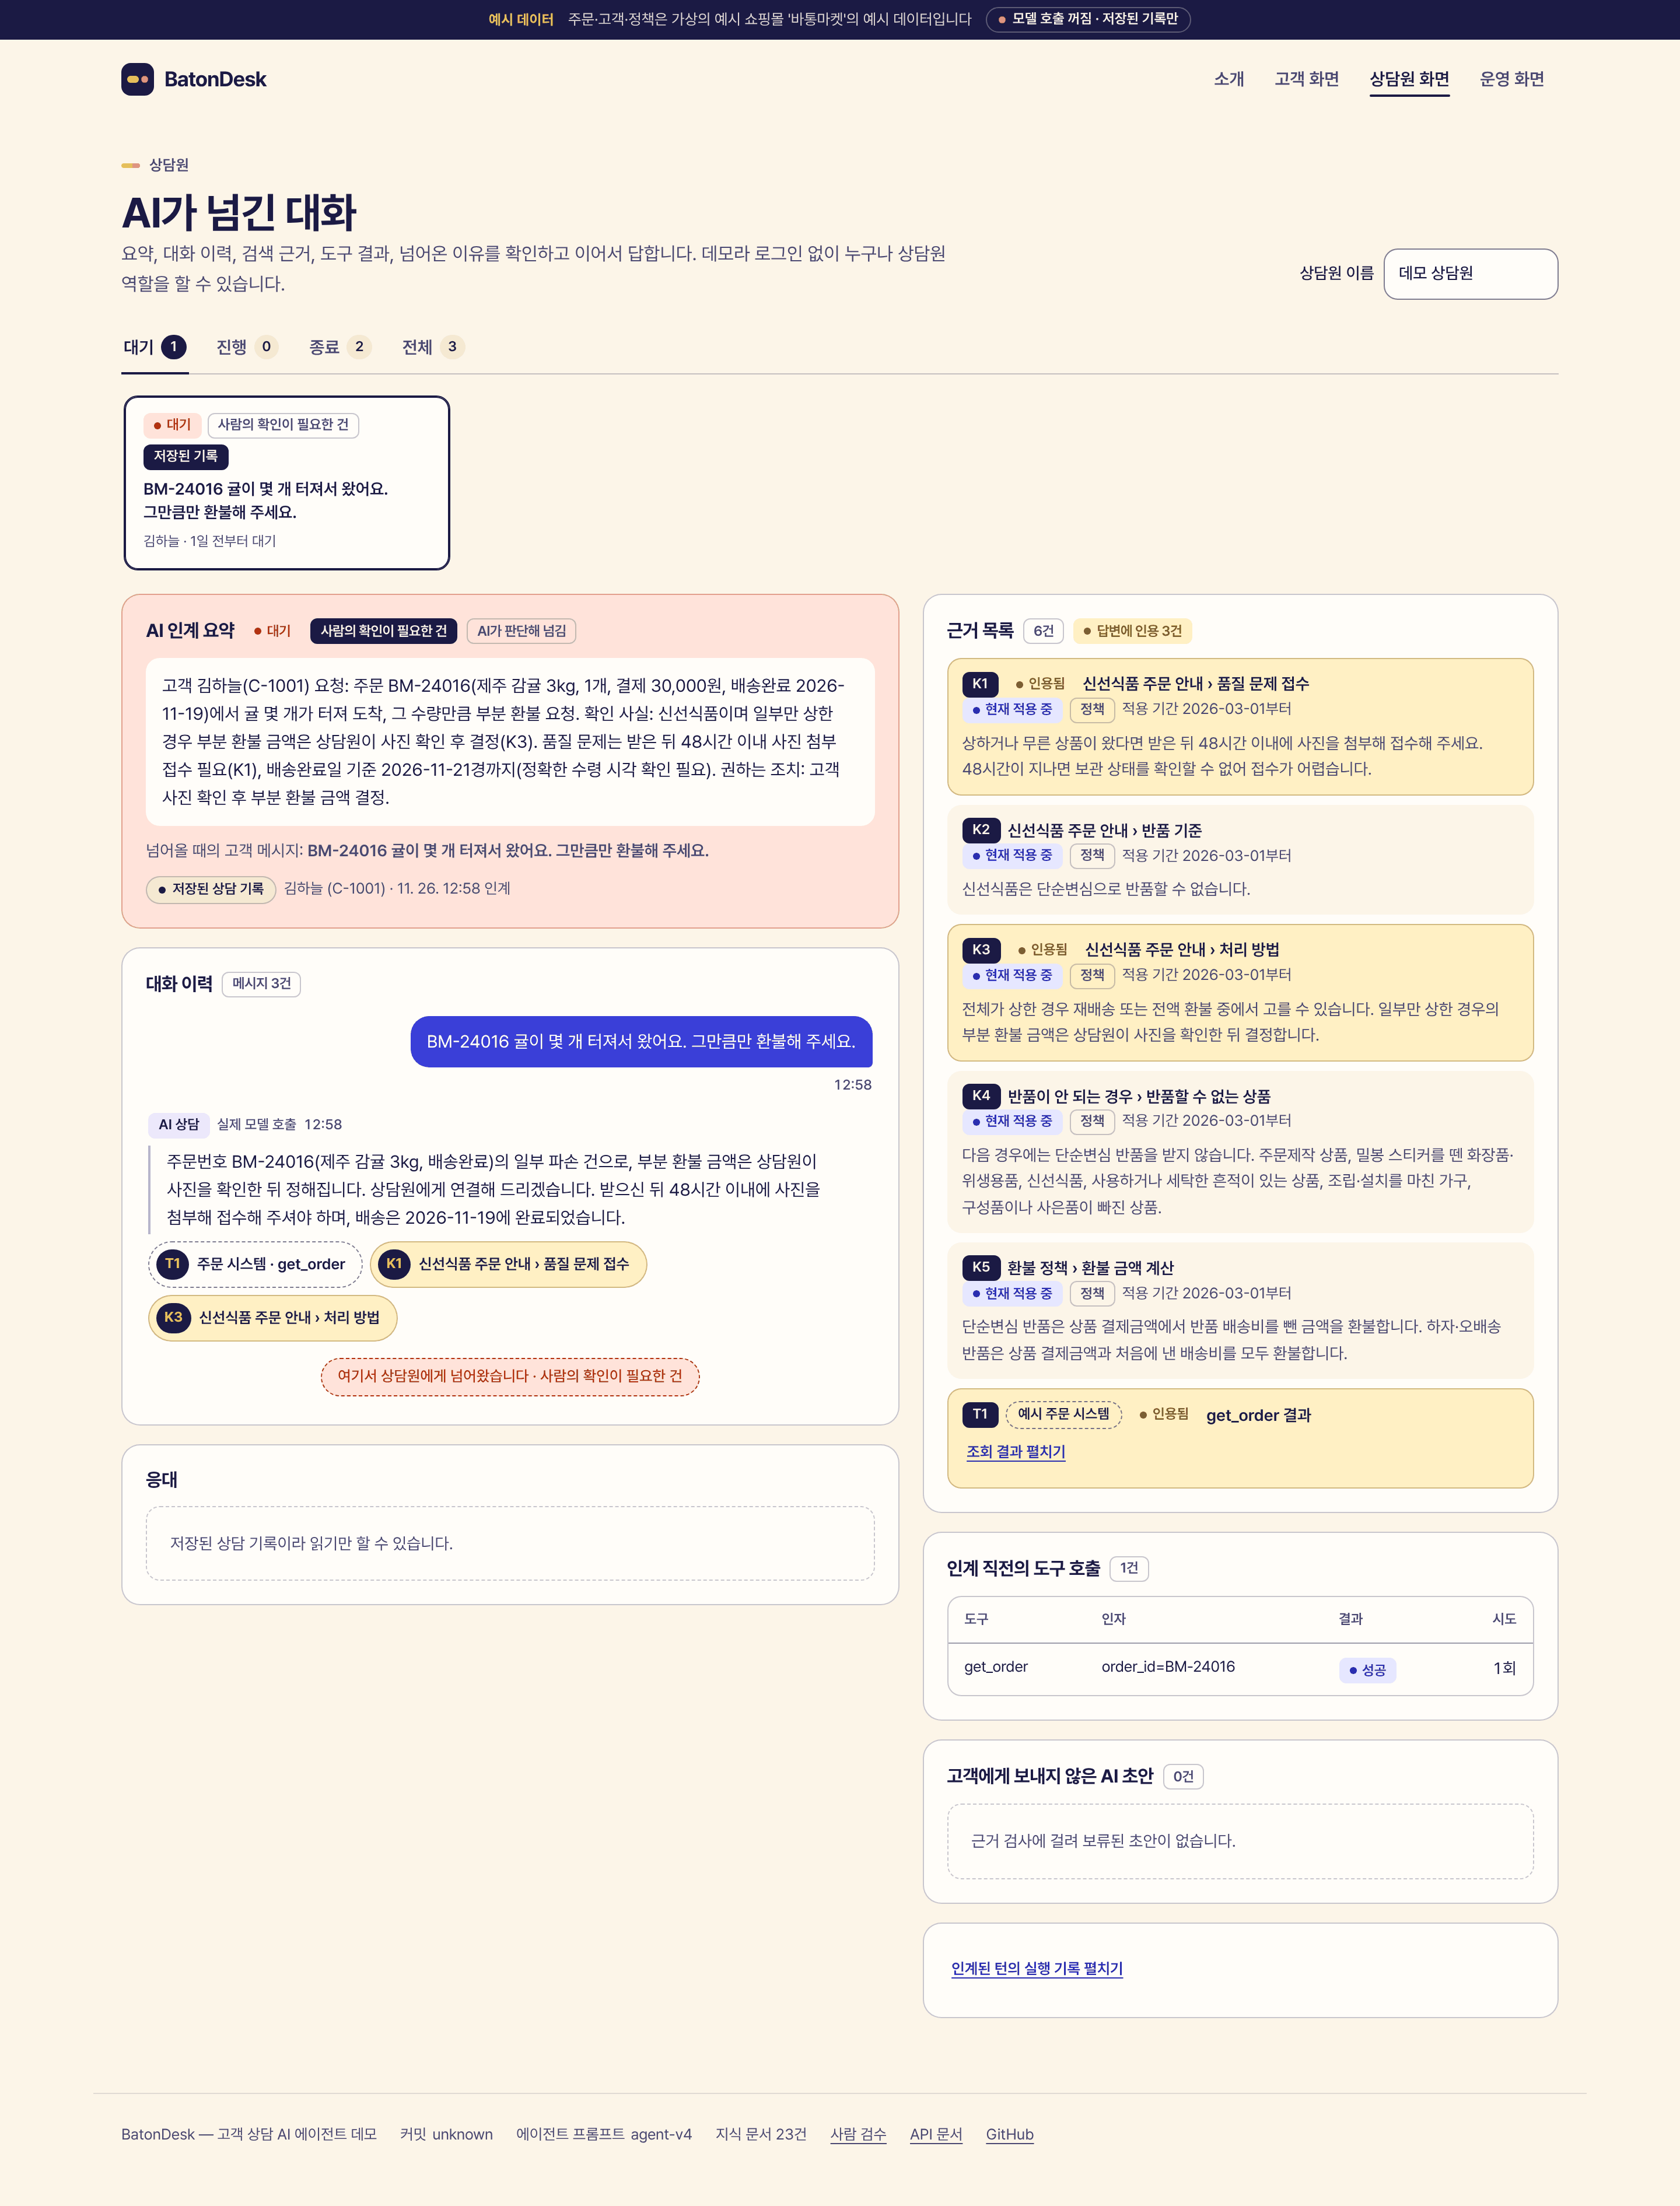 예시 데이터 주문·고객·정책은 가상의 예시 쇼핑몰 '바통마켓'의 예시 데이터입니다 모델 호출 꺼짐 · 저장된 기록만
BatonDesk 소개 고객 화면 상담원 화면 운영 화면
상담원
AI가 넘긴 대화
요약, 대화 이력, 검색 근거, 도구 결과, 넘어온 이유를 확인하고 이어서 답합니다. 데모라 로그인 없이 누구나 상담원
역할을 할 수 있습니다.
상담원 이름 데모 상담원
대기 1 진행 0 종료 2 전체 3
대기 사람의 확인이 필요한 건
저장된 기록
BM-24016 귤이 몇 개 터져서 왔어요.
그만큼만 환불해 주세요.
김하늘 · 1일 전부터 대기
AI 인계 요약 대기 사람의 확인이 필요한 건 AI가 판단해 넘김
고객 김하늘(C-1001) 요청: 주문 BM-24016(제주 감귤 3kg, 1개, 결제 30,000원, 배송완료 2026-
11-19)에서 귤 몇 개가 터져 도착, 그 수량만큼 부분 환불 요청. 확인 사실: 신선식품이며 일부만 상한
경우 부분 환불 금액은 상담원이 사진 확인 후 결정(K3). 품질 문제는 받은 뒤 48시간 이내 사진 첨부
접수 필요(K1), 배송완료일 기준 2026-11-21경까지(정확한 수령 시각 확인 필요). 권하는 조치: 고객
사진 확인 후 부분 환불 금액 결정.
넘어올 때의 고객 메시지: BM-24016 귤이 몇 개 터져서 왔어요. 그만큼만 환불해 주세요.
저장된 상담 기록 김하늘 (C-1001) · 11. 26. 12:58 인계
대화 이력 메시지 3건
BM-24016 귤이 몇 개 터져서 왔어요. 그만큼만 환불해 주세요.
12:58
AI 상담 실제 모델 호출 12:58
주문번호 BM-24016(제주 감귤 3kg, 배송완료)의 일부 파손 건으로, 부분 환불 금액은 상담원이
사진을 확인한 뒤 정해집니다. 상담원에게 연결해 드리겠습니다. 받으신 뒤 48시간 이내에 사진을
첨부해 접수해 주셔야 하며, 배송은 2026-11-19에 완료되었습니다.
T1 주문 시스템 · get_order K1 신선식품 주문 안내 › 품질 문제 접수
K3 신선식품 주문 안내 › 처리 방법
여기서 상담원에게 넘어왔습니다 · 사람의 확인이 필요한 건
응대
저장된 상담 기록이라 읽기만 할 수 있습니다.
근거 목록 6건 답변에 인용 3건
K1 인용됨 신선식품 주문 안내 › 품질 문제 접수
현재 적용 중 정책 적용 기간 2026-03-01부터
상하거나 무른 상품이 왔다면 받은 뒤 48시간 이내에 사진을 첨부해 접수해 주세요.
48시간이 지나면 보관 상태를 확인할 수 없어 접수가 어렵습니다.
K2 신선식품 주문 안내 › 반품 기준
현재 적용 중 정책 적용 기간 2026-03-01부터
신선식품은 단순변심으로 반품할 수 없습니다.
K3 인용됨 신선식품 주문 안내 › 처리 방법
현재 적용 중 정책 적용 기간 2026-03-01부터
전체가 상한 경우 재배송 또는 전액 환불 중에서 고를 수 있습니다. 일부만 상한 경우의
부분 환불 금액은 상담원이 사진을 확인한 뒤 결정합니다.
K4 반품이 안 되는 경우 › 반품할 수 없는 상품
현재 적용 중 정책 적용 기간 2026-03-01부터
다음 경우에는 단순변심 반품을 받지 않습니다. 주문제작 상품, 밀봉 스티커를 뗀 화장품·
위생용품, 신선식품, 사용하거나 세탁한 흔적이 있는 상품, 조립·설치를 마친 가구,
구성품이나 사은품이 빠진 상품.
K5 환불 정책 › 환불 금액 계산
현재 적용 중 정책 적용 기간 2026-03-01부터
단순변심 반품은 상품 결제금액에서 반품 배송비를 뺀 금액을 환불합니다. 하자·오배송
반품은 상품 결제금액과 처음에 낸 배송비를 모두 환불합니다.
T1 예시 주문 시스템 인용됨 get_order 결과
조회 결과 펼치기
인계 직전의 도구 호출 1건
도구 인자 결과 시도
get_order order_id=BM-24016 성공 1회
고객에게 보내지 않은 AI 초안 0건
근거 검사에 걸려 보류된 초안이 없습니다.
인계된 턴의 실행 기록 펼치기
BatonDesk — 고객 상담 AI 에이전트 데모 커밋 unknown 에이전트 프롬프트 agent-v4 지식 문서 23건 사람 검수 API 문서 GitHub